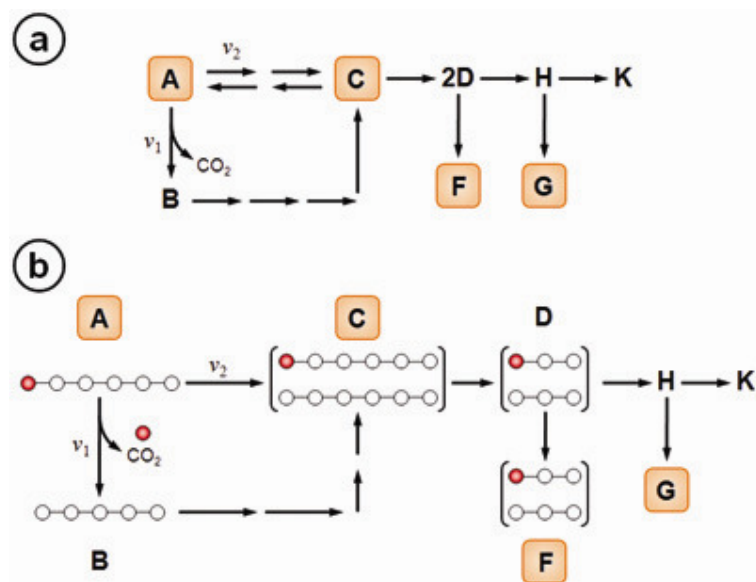 a
A v₂ C 2D H K
v₁ CO₂
B F G
b
A C D
v₂ H K
v₁ CO₂
G
B F